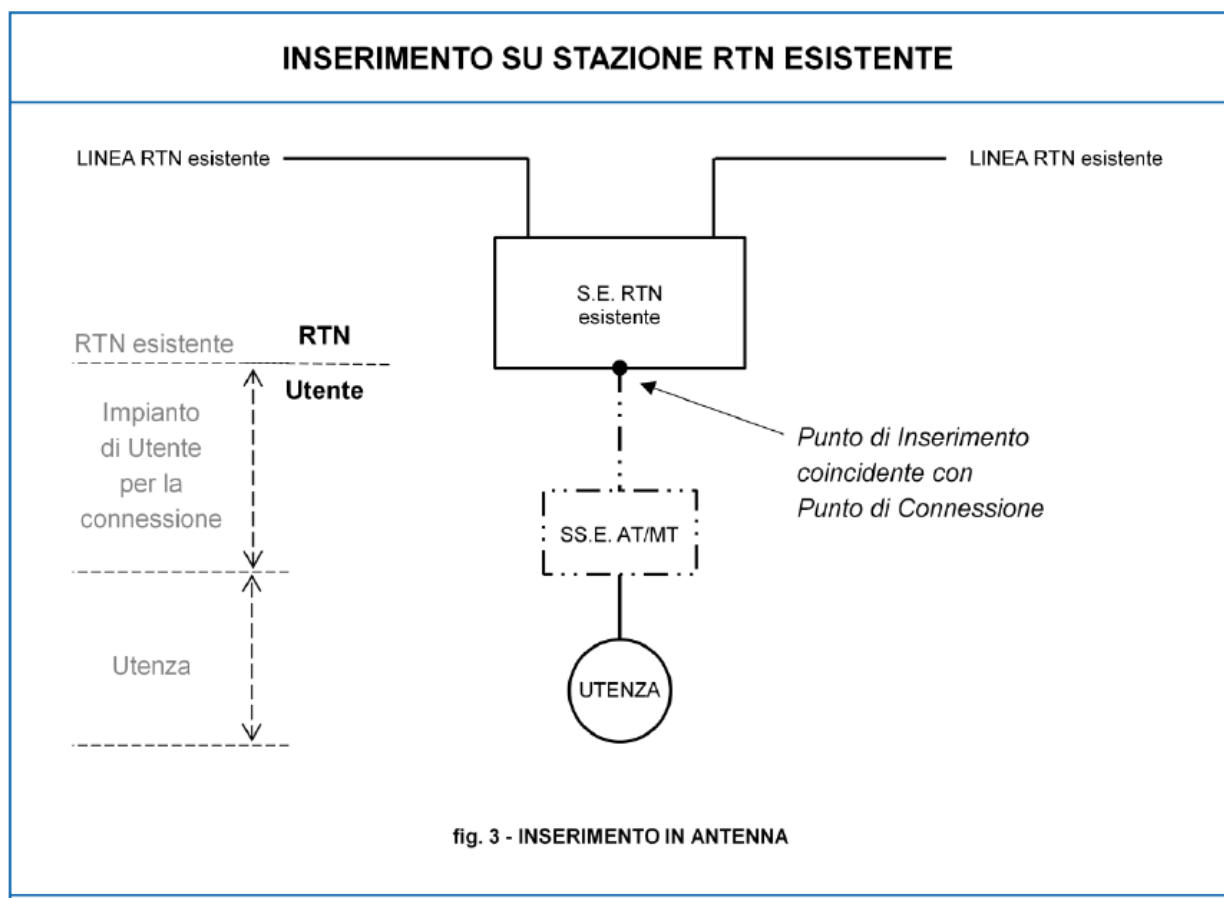 INSERIMENTO SU STAZIONE RTN ESISTENTE
LINEA RTN esistente
LINEA RTN esistente
S.E. RTN
esistente
RTN esistente
RTN
Utente
Impianto
di Utente
per la
connessione
Punto di Inserimento
coincidente con
Punto di Connessione
SS.E. AT/MT
Utenza
UTENZA
fig. 3 - INSERIMENTO IN ANTENNA